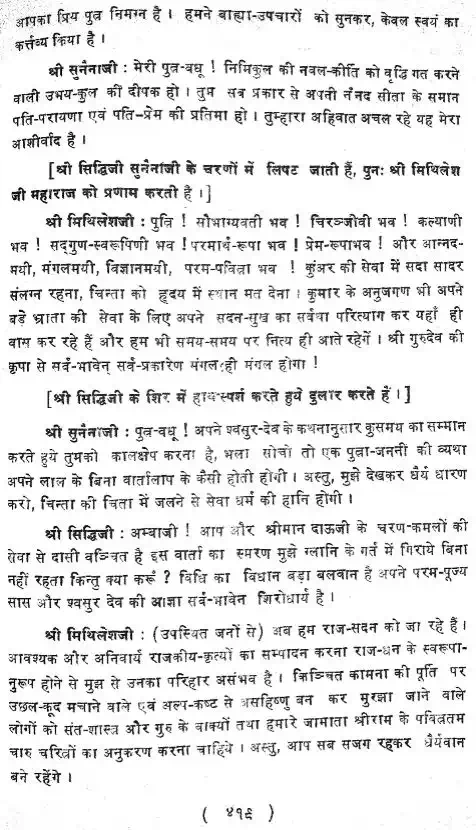 आपका प्रिय पुत्र निमग्न है । हमने बाह्या-उपचारों को सुनकर, केवल स्वयं का
कर्त्तव्य किया है ।
श्री सुनैनाजी : मेरी पुत्र-बधू ! निमिकुल की नवल-कीर्ति को वृद्धि गत करने
वाली उभय-कुल की दीपक हो । तुम सब प्रकार से अपनी ननँद सीता के समान
पति-परायणा एवं पति-प्रेम की प्रतिमा हो । तुम्हारा अहिवात अचल रहे यह मेरा
आशीर्वाद है ।
[श्री सिद्धिजी सुनैनाजी के चरणों में लिपट जाती हैं, पुनः श्री मिथिलेश
जी महाराज को प्रणाम करती है ।]
श्री मिथिलेशजी : पुत्रि ! सौभाग्यवती भव ! चिरञ्जीवी भव ! कल्याणी
भव ! सद्‌गुण-स्वरूपिणी भव ! परमार्थ-रूपा भव ! प्रेम-रूपाभव ! और आनन्द-
मयी, मंगलमयी, विज्ञानमयी, परम-पवित्रा भव ! कुँअर की सेवा में सदा सादर
संलग्न रहना, चिन्ता को हृदय में स्थान मत देना । कुमार के अनुजगण भी अपने
बड़े भ्राता की सेवा के लिए अपने सदन-सुख का सर्वथा परित्याग कर यहाँ ही
वास कर रहे हैं और हम भी समय-समय पर नित्य ही आते रहेगें । श्री गुरुदेव की
कृपा से सर्व-भावेन् सर्व-प्रकारेण मंगल ही मंगल होगा !
[श्री सिद्धिजी के शिर में हाथ स्पर्श करते हुये दुलार करते हैं ।]
श्री सुनैनाजी : पुत्र-बधू ! अपने श्वसुर-देव के कथनानुसार कुसमय का सम्मान
करते हुये तुमको कालक्षेप करना है, भला सोचो तो एक पुत्रा-जननीं की व्यथा
अपने लाल के बिना वार्तालाप के कैसी होती होगी । अस्तु, मुझे देखकर धैर्य धारण
करो, चिन्ता की चिता में जलने से सेवा धर्म की हानि होगी ।
श्री सिद्धिजी : अम्बाजी ! आप और श्रीमान दाऊजी के चरण-कमलों की
सेवा से दासी वञ्चित है इस वार्ता का स्मरण मुझे ग्लानि के गर्त में गिराये बिना
नहीं रहता किन्तु क्या करूँ ? विधि का विधान बड़ा बलवान है अपने परम-पूज्य
सास और श्वसुर देव की आज्ञा सर्व-भावेन शिरोधार्य है ।
श्री मिथिलेशजी : (उपस्थित जनों से) अब हम राज-सदन को जा रहे हैं ।
आवश्यक और अनिवार्य राजकीय-कृत्यों का सम्पादन करना राज-धन के स्वरूपा-
नुरूप होने से मुझ से उनका परिहार असंभव है । किञ्चित कामना की पूर्ति पर
उछल-कूद मचाने वाले एवं अल्प-कष्ट से असहिष्णु बन कर मुरझा जाने वाले
लोगों को संत-शास्त्र और गुरु के वाक्यों तथा हमारे जामाता श्रीराम के पवित्रतम
चारु चरित्रों का अनुकरण करना चाहिये । अस्तु, आप सब सजग रहकर धैर्यवान
बने रहेंगे ।
( ४१६ )